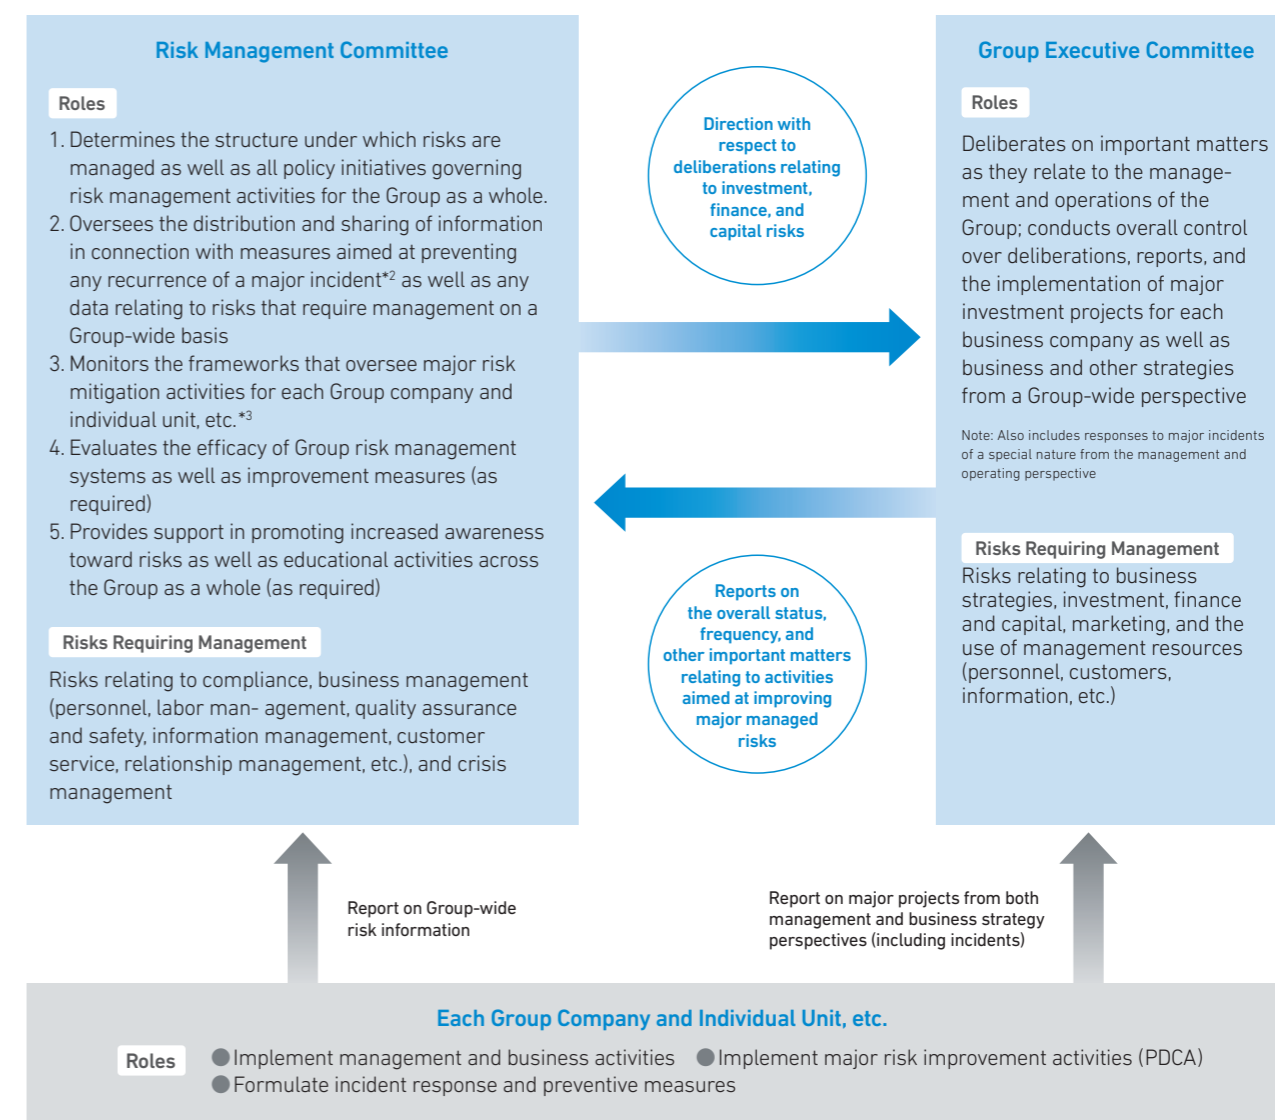 Risk Management Committee
Roles
1. Determines the structure under which risks are
managed as well as all policy initiatives governing
risk management activities for the Group as a whole.
2. Oversees the distribution and sharing of information
in connection with measures aimed at preventing
any recurrence of a major incident*2 as well as any
data relating to risks that require management on a
Group-wide basis
3. Monitors the frameworks that oversee major risk
mitigation activities for each Group company and
individual unit, etc.*3
4. Evaluates the efficacy of Group risk management
systems as well as improvement measures (as
required)
5. Provides support in promoting increased awareness
toward risks as well as educational activities across
the Group as a whole (as required)
Risks Requiring Management
Risks relating to compliance, business management
(personnel, labor man- agement, quality assurance
and safety, information management, customer
service, relationship management, etc.), and crisis
management
Direction with
respect to
deliberations relating
to investment,
finance, and
capital risks
Reports on
the overall status,
frequency, and
other important matters
relating to activities
aimed at improving
major managed
risks
Group Executive Committee
Roles
Deliberates on important matters
as they relate to the manage-
ment and operations of the
Group; conducts overall control
over deliberations, reports, and
the implementation of major
investment projects for each
business company as well as
business and other strategies
from a Group-wide perspective
Note: Also includes responses to major incidents
of a special nature from the management and
operating perspective
Risks Requiring Management
Risks relating to business
strategies, investment, finance
and capital, marketing, and the
use of management resources
(personnel, customers,
information, etc.)
Report on Group-wide
risk information
Report on major projects from both
management and business strategy
perspectives (including incidents)
Each Group Company and Individual Unit, etc.
Roles
●Implement management and business activities ●Implement major risk improvement activities (PDCA)
●Formulate incident response and preventive measures